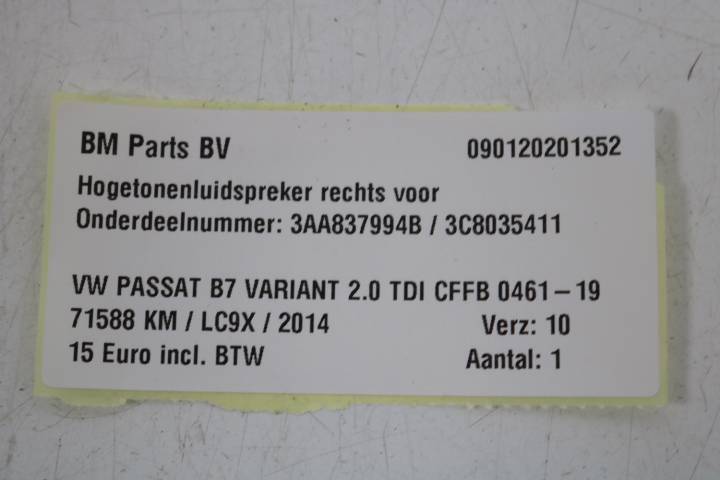 BM Parts BV 090120201352
Hogetonenluidspreker rechts voor
Onderdeelnummer: 3AA837994B / 3C8035411
VW PASSAT B7 VARIANT 2.0 TDI CFFB 0461-19
71588 KM / LC9X / 2014 Verz: 10
15 Euro incl. BTW Aantal: 1